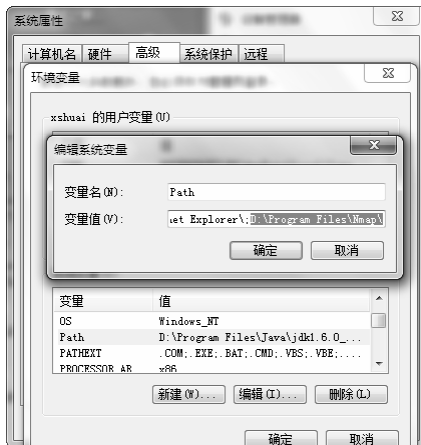 系统属性
计算机名 硬件 高级 系统保护 远程
环境变量
xshuai 的用户变量(U)
编辑系统变量
变量名(N): Path
变量值(V): et Explorer\;D:\Program Files\Nmap\
确定 取消
变量 值
OS Windows_NT
Path D:\Program Files\Java\jdk1.6.0_...
PATHEXT .COM;.EXE;.BAT;.CMD;.VBS;.VBE;....
PROCESSOR_AR x86
新建(W)... 编辑(I)... 删除(L)
确定 取消